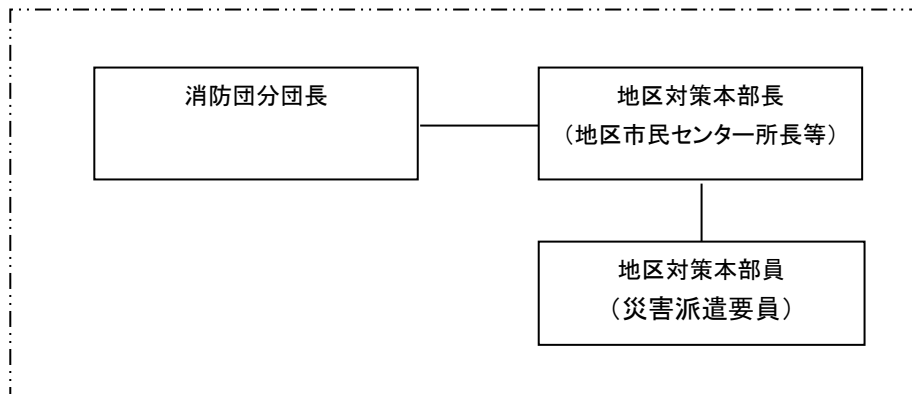 消防団分団長
地区対策本部長
（地区市民センター所長等）
地区対策本部員
（災害派遣要員）